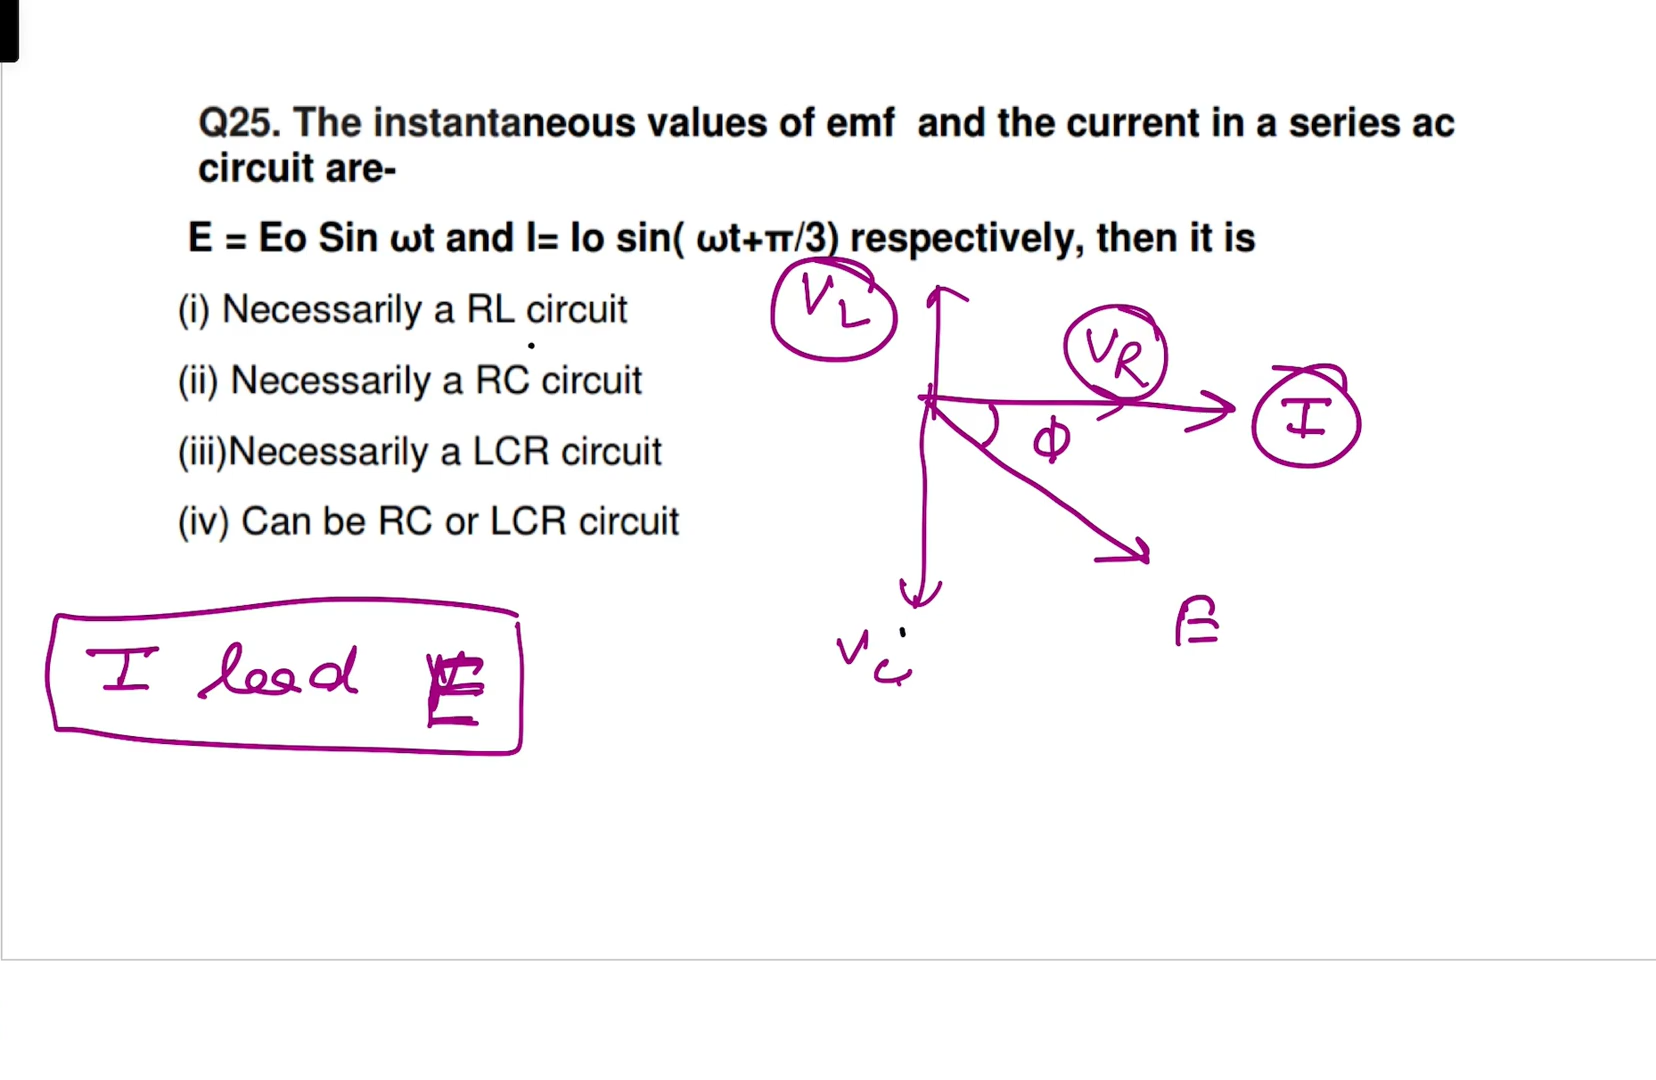 Q25. The instantaneous values of emf and the current in a series ac
circuit are-
E = Eo Sin ωt and I= Io sin( ωt+π/3) respectively, then it is
(i) Necessarily a RL circuit
(ii) Necessarily a RC circuit
(iii)Necessarily a LCR circuit
(iv) Can be RC or LCR circuit
VL
VR
I
Φ
E
VC
I lead E